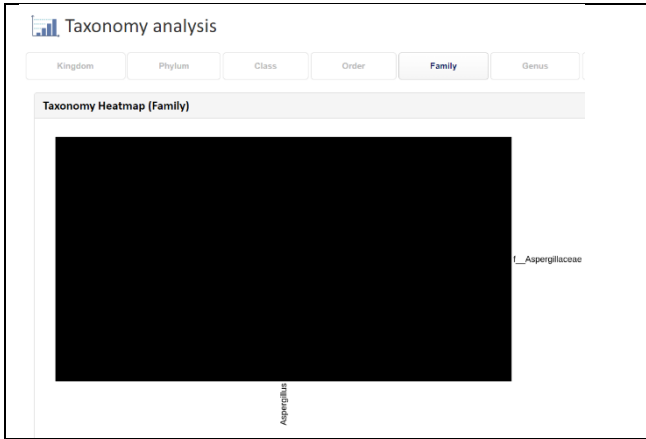 Taxonomy analysis
Kingdom Phylum Class Order Family Genus
Taxonomy Heatmap (Family)
f__Aspergillaceae
Aspergillus